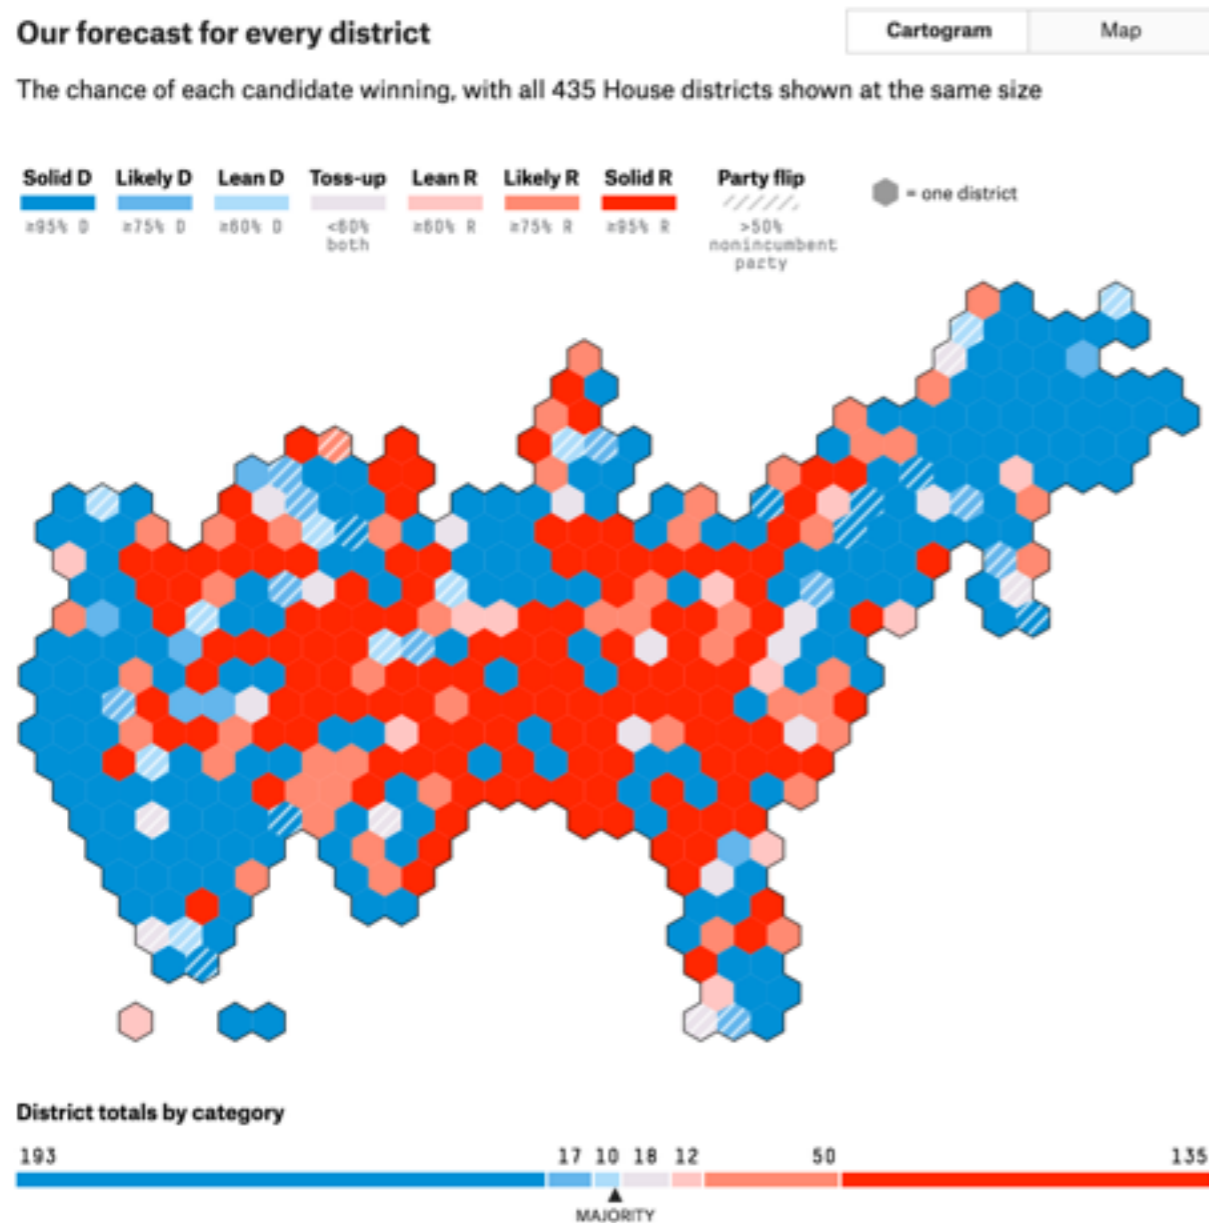 Our forecast for every district
Cartogram
Map
The chance of each candidate winning, with all 435 House districts shown at the same size
Solid D Likely D Lean D Toss-up Lean R Likely R Solid R Party flip
= one district
≥95% D ≥75% D ≥60% D <60% both ≥60% R ≥75% R ≥95% R >50% nonincumbent party
District totals by category
193 17 10 18 12 50 135
MAJORITY